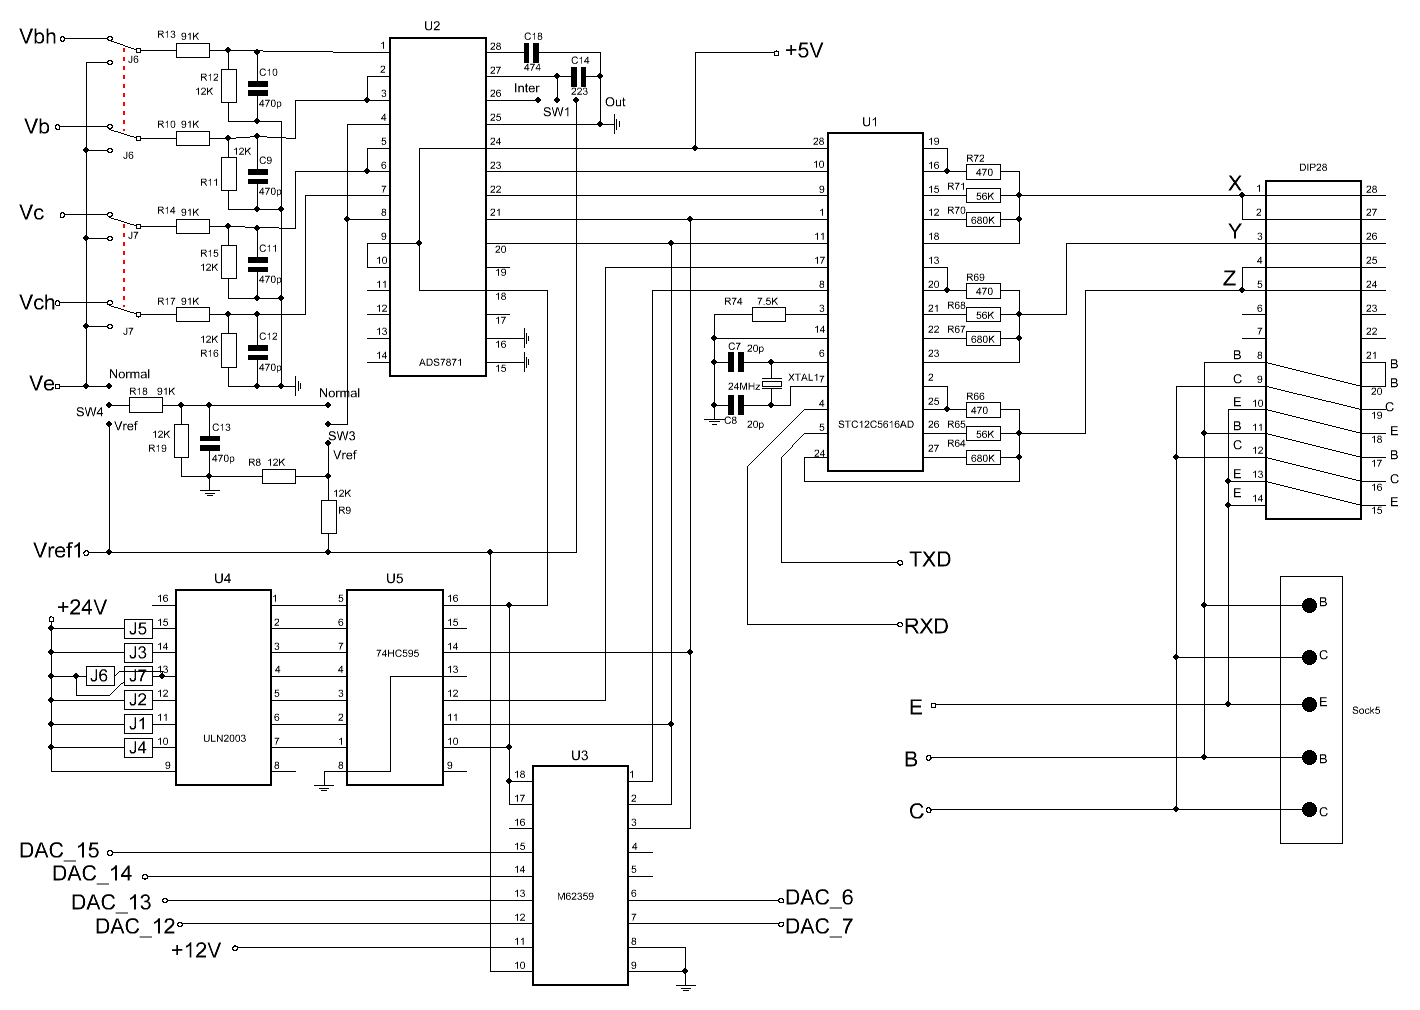 U2
Vbh
R13 91K
J6
R12
12K
C10
470p
Vb
R10 91K
J6
12K
R11
C9
470p
Vc
R14 91K
J7
R15
12K
C11
470p
Vch
R17 91K
J7
12K
R16
C12
470p
1
2
3
4
5
6
7
8
9
10
11
12
13
14
28
27
26
25
24
23
22
21
20
19
18
17
16
15
ADS7871
C18
474
C14
223
Inter
SW1
Out
+5V
Ve
Normal
R18 91K
SW4
Vref
12K
R19
C13
470p
R8 12K
Normal
SW3
Vref
12K
R9
Vref1
U1
28
10
9
1
11
17
8
3
14
6
7
4
5
24
19
16
15
12
18
13
20
21
22
23
2
25
26
27
STC12C5616AD
R74 7.5K
C7 20p
24MHz
XTAL1
C8 20p
R72
470
R71
56K
R70
680K
R69
470
R68
56K
R67
680K
R66
470
R65
56K
R64
680K
X
Y
Z
DIP28
1
2
3
4
5
6
7
8
9
10
11
12
13
14
28
27
26
25
24
23
22
21
20
19
18
17
16
15
B
C
E
B
C
E
E
B
B
C
E
B
C
E
TXD
RXD
E
B
C
B
C
E
B
C
Sock5
U4
+24V
J5
J3
J6
J7
J2
J1
J4
16
15
14
13
12
11
10
9
1
2
3
4
5
6
7
8
ULN2003
U5
5
6
7
4
3
2
1
8
16
15
14
13
12
11
10
9
74HC595
U3
18
17
16
15
14
13
12
11
10
1
2
3
4
5
6
7
8
9
M62359
DAC_15
DAC_14
DAC_13
DAC_12
+12V
DAC_6
DAC_7